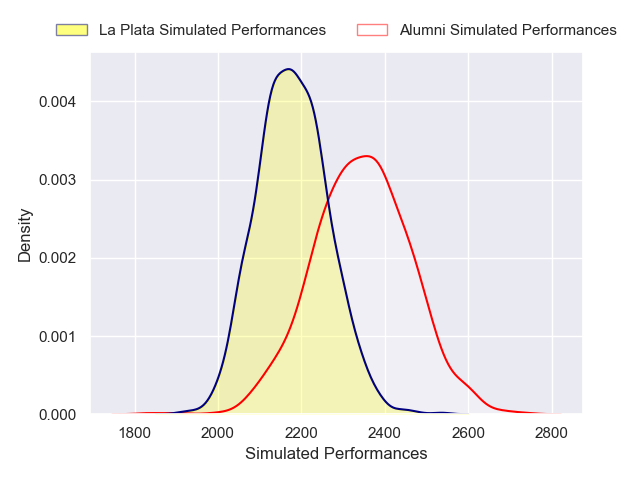 La Plata Simulated Performances Alumni Simulated Performances
0.004
0.003
0.002
0.001
0.000
Density
1800 2000 2200 2400 2600 2800
Simulated Performances